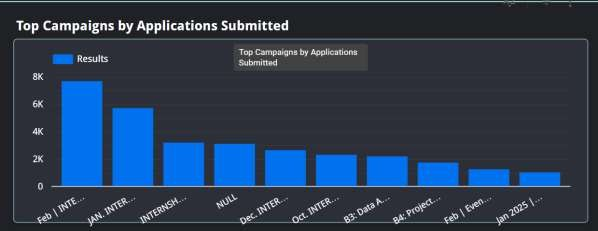 Top Campaigns by Applications Submitted
Results
Top Campaigns by Applications
Submitted
8K
6K
4K
2K
0
Feb | INTE...
JAN. INTER...
INTERNSH...
NULL
Dec. INTER...
Oct. INTER...
B3: Data A...
B4: Project...
Feb | Even...
Jan 2025 |...